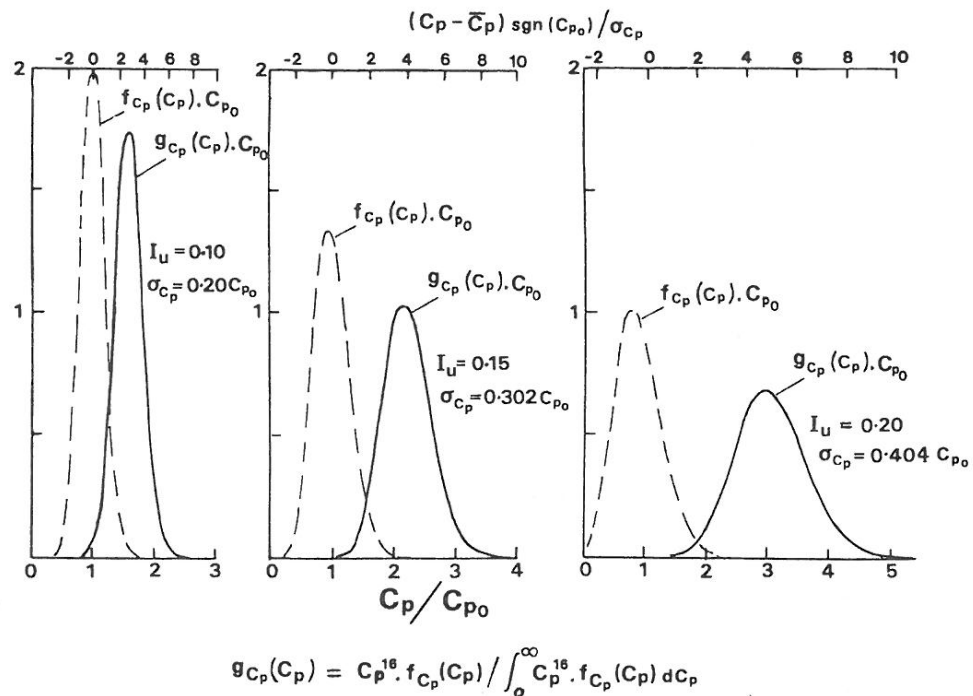 (Cp - C̅p) sgn (Cp₀) / σCp
-2 0 2 4 6 8
-2 0 2 4 6 8 10
-2 0 2 4 6 8 10
2
1
0 1 2 3
fCp(Cp).Cp₀
gCp(Cp).Cp₀
Iu = 0·10
σCp = 0·20Cp₀
2
1
0 1 2 3 4
fCp(Cp).Cp₀
gCp(Cp).Cp₀
Iu = 0·15
σCp = 0·302Cp₀
2
1
0 1 2 3 4 5
fCp(Cp).Cp₀
gCp(Cp).Cp₀
Iu = 0·20
σCp = 0·404 Cp₀
Cp/Cp₀
gCp(Cp) = Cp¹⁶. fCp(Cp) / ∫₀^∞ Cp¹⁶. fCp(Cp) dCp